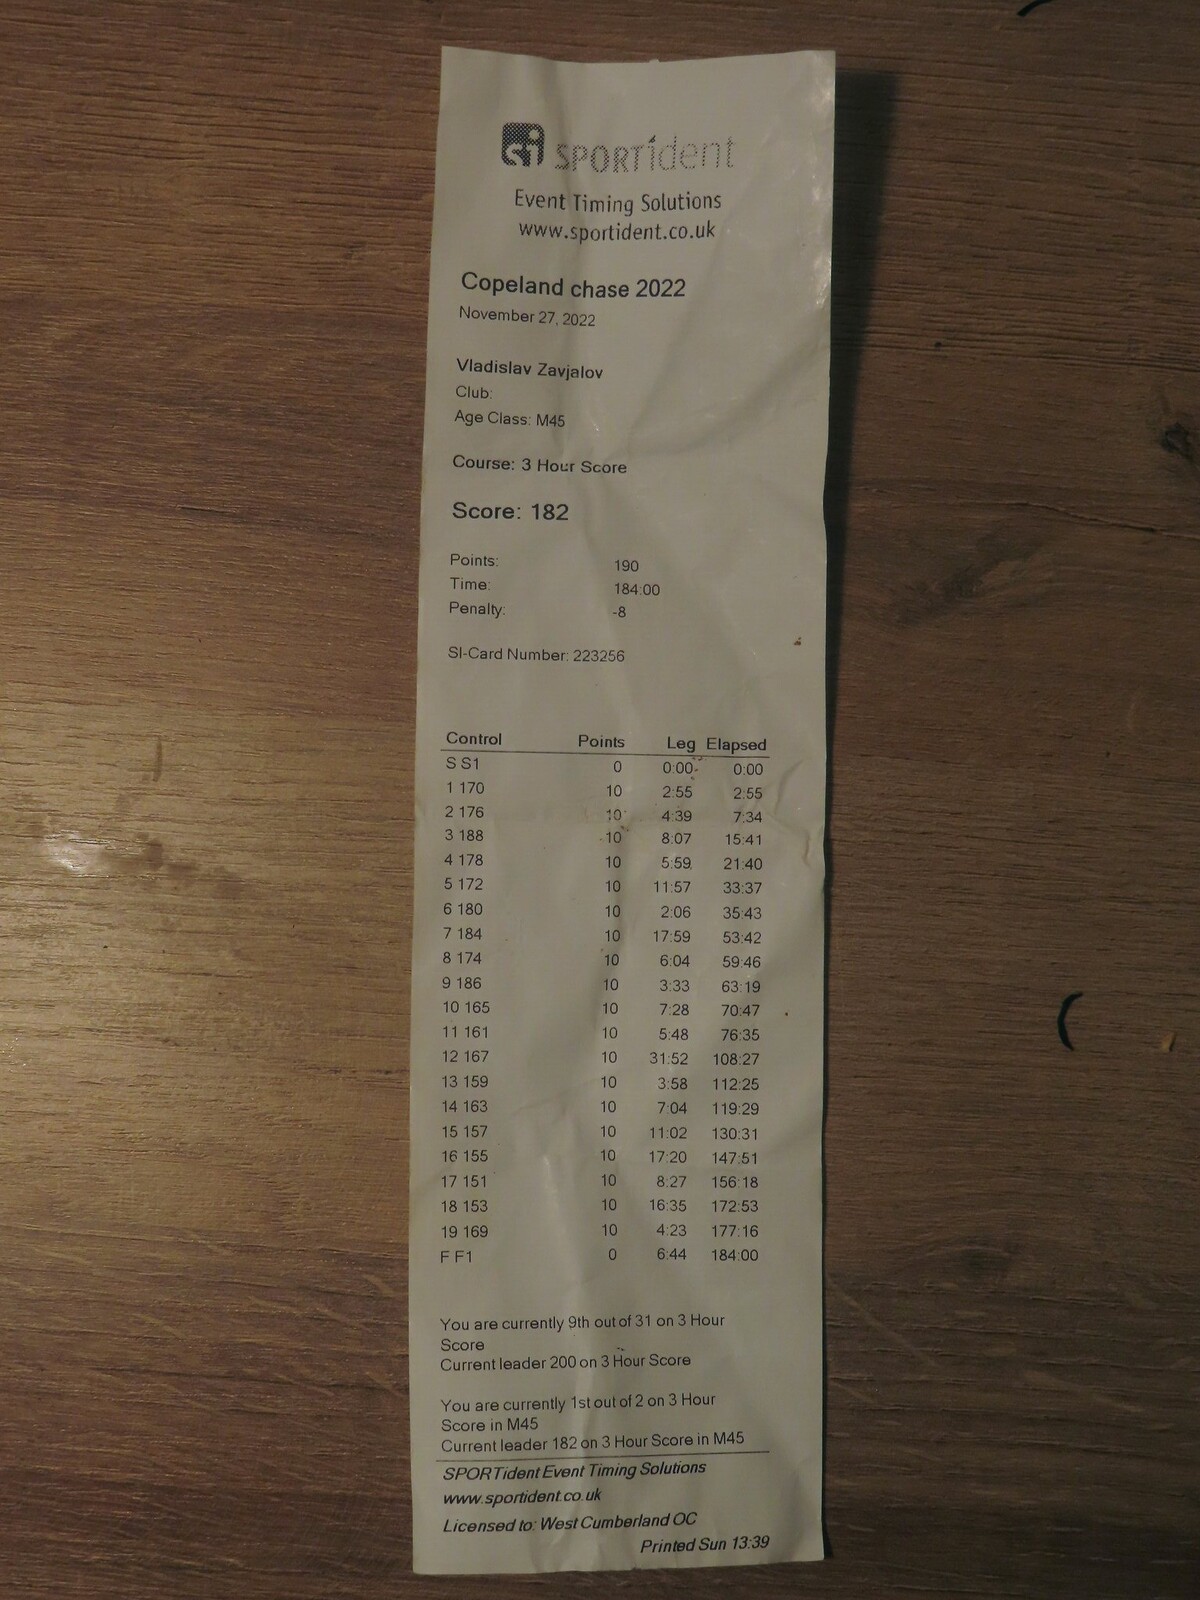 Si SPORTident
Event Timing Solutions
www.sportident.co.uk
Copeland chase 2022
November 27, 2022
Vladislav Zavjalov
Club:
Age Class: M45
Course: 3 Hour Score
Score: 182
Points: 190
Time: 184:00
Penalty: -8
SI-Card Number: 223256
Control Points Leg Elapsed
S S1 0 0:00 0:00
1 170 10 2:55 2:55
2 176 10 4:39 7:34
3 188 10 8:07 15:41
4 178 10 5:59 21:40
5 172 10 11:57 33:37
6 180 10 2:06 35:43
7 184 10 17:59 53:42
8 174 10 6:04 59:46
9 186 10 3:33 63:19
10 165 10 7:28 70:47
11 161 10 5:48 76:35
12 167 10 31:52 108:27
13 159 10 3:58 112:25
14 163 10 7:04 119:29
15 157 10 11:02 130:31
16 155 10 17:20 147:51
17 151 10 8:27 156:18
18 153 10 16:35 172:53
19 169 10 4:23 177:16
F F1 0 6:44 184:00
You are currently 9th out of 31 on 3 Hour
Score
Current leader 200 on 3 Hour Score
You are currently 1st out of 2 on 3 Hour
Score in M45
Current leader 182 on 3 Hour Score in M45
SPORTident Event Timing Solutions
www.sportident.co.uk
Licensed to: West Cumberland OC
Printed Sun 13:39